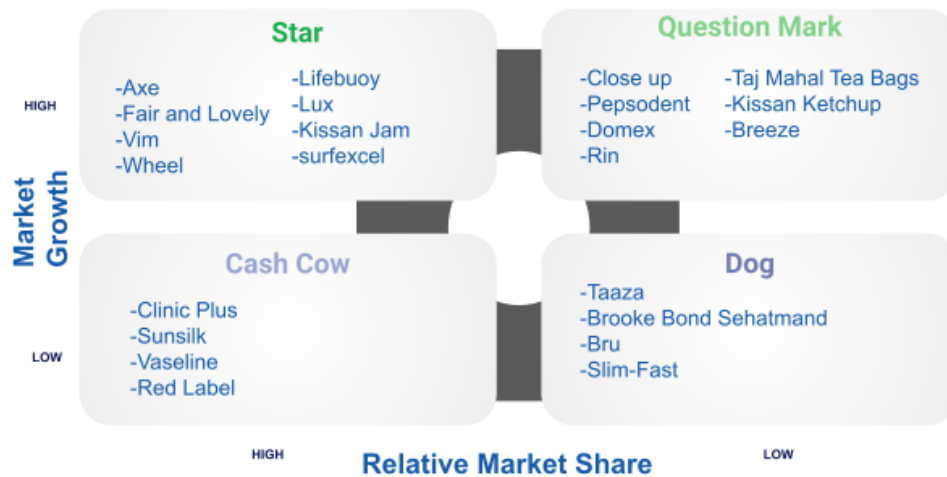 Star
-Axe
-Fair and Lovely
-Vim
-Wheel
-Lifebuoy
-Lux
-Kissan Jam
-surfexcel
Question Mark
-Close up
-Pepsodent
-Domex
-Rin
-Taj Mahal Tea Bags
-Kissan Ketchup
-Breeze
HIGH
Market
Growth
LOW
Cash Cow
-Clinic Plus
-Sunsilk
-Vaseline
-Red Label
Dog
-Taaza
-Brooke Bond Sehatmand
-Bru
-Slim-Fast
HIGH
Relative Market Share
LOW